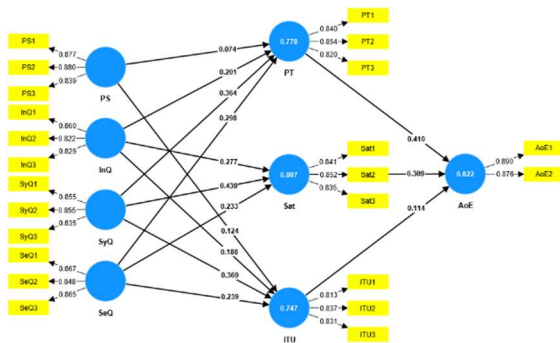 PS1
0.877
PS2
0.880
PS3
0.839
PS
InQ1
0.860
InQ2
0.822
InQ3
0.829
InQ
SyQ1
0.855
SyQ2
0.855
SyQ3
0.835
SyQ
SeQ1
0.867
SeQ2
0.848
SeQ3
0.865
SeQ
0.074
0.201
0.364
0.298
0.277
0.439
0.233
0.124
0.188
0.369
0.239
0.778
PT
0.840
PT1
0.854
PT2
0.820
PT3
0.807
Sat
0.841
Sat1
0.852
Sat2
0.835
Sat3
0.747
ITU
0.813
ITU1
0.837
ITU2
0.831
ITU3
0.410
0.309
0.114
0.622
AoE
0.890
AoE1
0.876
AoE2